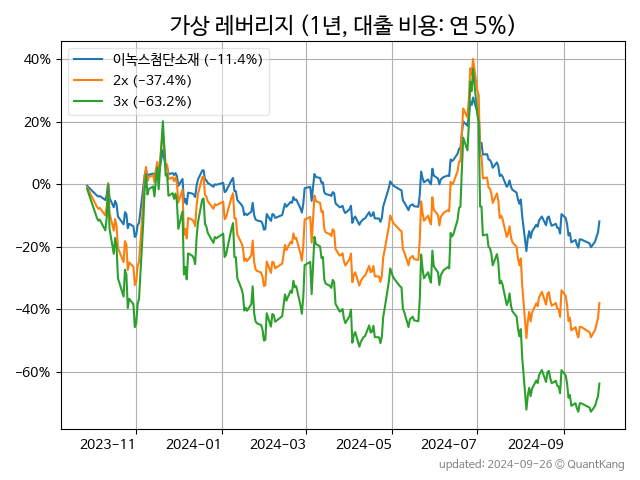 가상 레버리지 (1년, 대출 비용: 연 5%)
이녹스첨단소재 (−11.4%)
2x (−37.4%)
3x (−63.2%)
40%
20%
0%
−20%
−40%
−60%
2023-11
2024-01
2024-03
2024-05
2024-07
2024-09
updated: 2024-09-26 © QuantKang